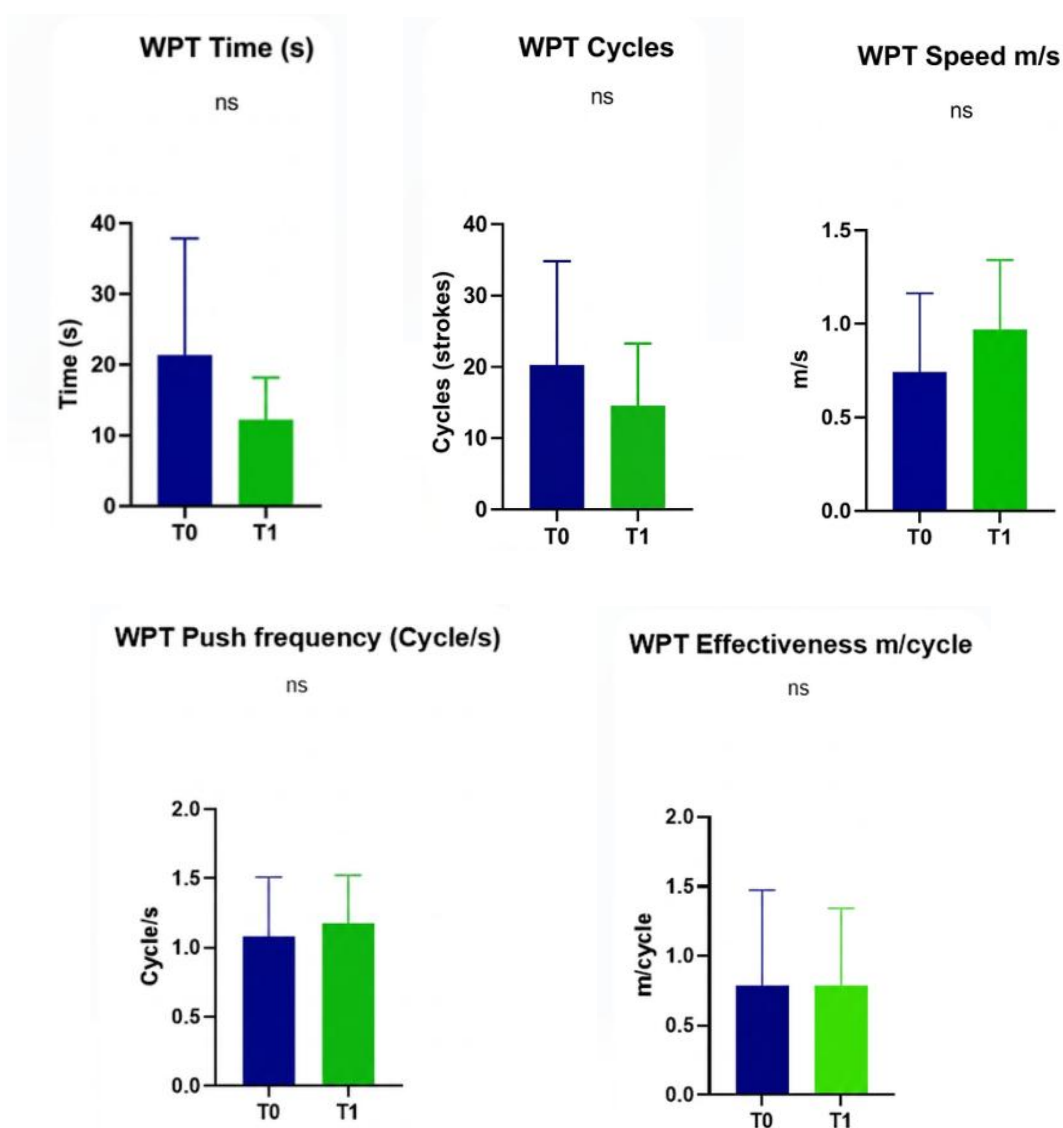 WPT Time (s)
ns
40
30
20
10
0
Time (s)
T0 T1
WPT Cycles
ns
40
30
20
10
0
Cycles (strokes)
T0 T1
WPT Speed m/s
ns
1.5
1.0
0.5
0.0
m/s
T0 T1
WPT Push frequency (Cycle/s)
ns
2.0
1.5
1.0
0.5
0.0
Cycle/s
T0 T1
WPT Effectiveness m/cycle
ns
2.0
1.5
1.0
0.5
0.0
m/cycle
T0 T1